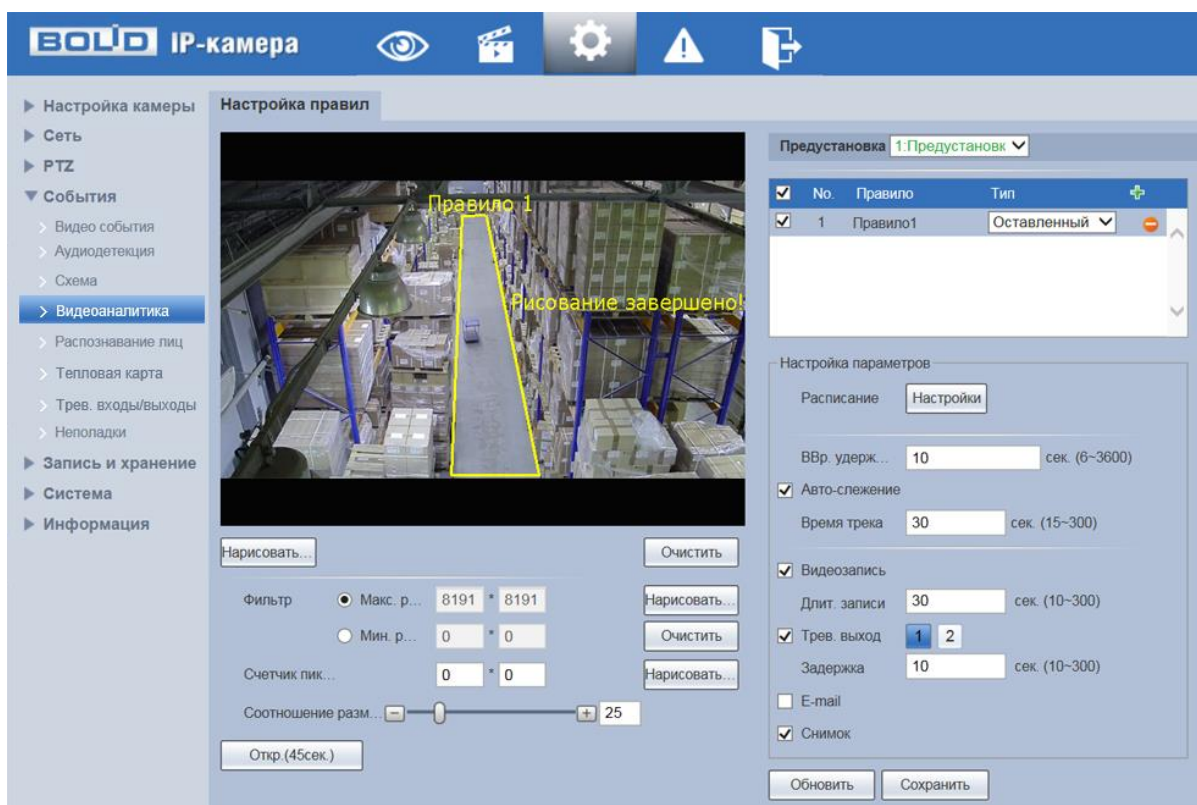 BOLID IP-камера
Настройка камеры
Сеть
PTZ
События
Видео события
Аудиодетекция
Схема
Видеоаналитика
Распознавание лиц
Тепловая карта
Трев. входы/выходы
Неполадки
Запись и хранение
Система
Информация
Настройка правил
Правило 1
Рисование завершено!
Нарисовать...
Очистить
Фильтр Макс. р... 8191 * 8191 Нарисовать...
Мин. р... 0 * 0 Очистить
Счетчик пик... 0 * 0 Нарисовать...
Соотношение разм... - + 25
Откр.(45сек.)
Предустановка 1:Предустановк
No. Правило Тип
1 Правило1 Оставленный
Настройка параметров
Расписание Настройки
ВВр. удерж... 10 сек. (6~3600)
Авто-слежение
Время трека 30 сек. (15~300)
Видеозапись
Длит. записи 30 сек. (10~300)
Трев. выход 1 2
Задержка 10 сек. (10~300)
E-mail
Снимок
Обновить Сохранить